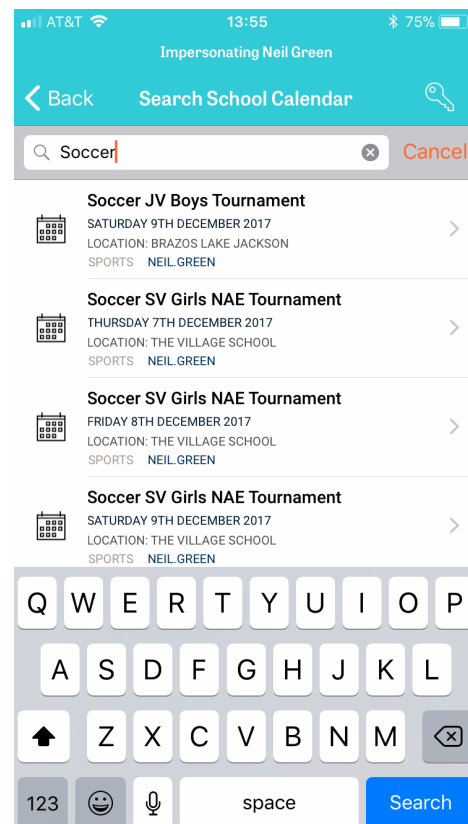 AT&T 13:55 75%
Impersonating Neil Green
Back Search School Calendar
Soccer Cancel
Soccer JV Boys Tournament
SATURDAY 9TH DECEMBER 2017
LOCATION: BRAZOS LAKE JACKSON
SPORTS NEIL.GREEN
Soccer SV Girls NAE Tournament
THURSDAY 7TH DECEMBER 2017
LOCATION: THE VILLAGE SCHOOL
SPORTS NEIL.GREEN
Soccer SV Girls NAE Tournament
FRIDAY 8TH DECEMBER 2017
LOCATION: THE VILLAGE SCHOOL
SPORTS NEIL.GREEN
Soccer SV Girls NAE Tournament
SATURDAY 9TH DECEMBER 2017
LOCATION: THE VILLAGE SCHOOL
SPORTS NEIL.GREEN
Q W E R T Y U I O P
A S D F G H J K L
Z X C V B N M
123 space Search